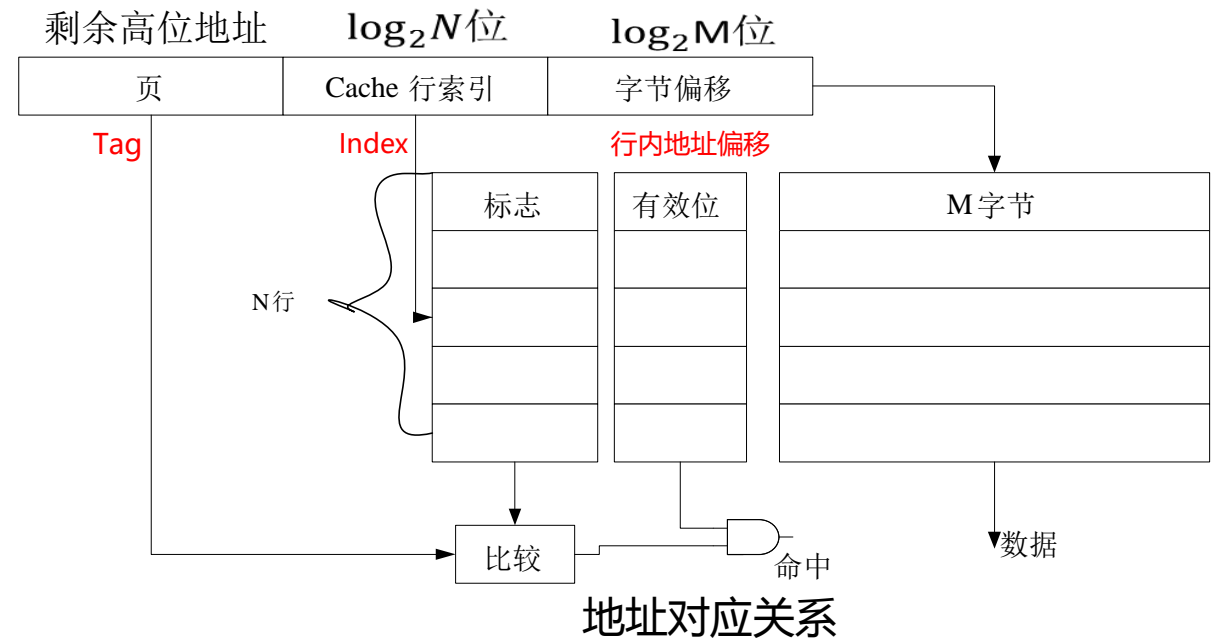 剩余高位地址 log₂N位 log₂M位
页 Cache 行索引 字节偏移
Tag Index 行内地址偏移
标志 有效位 M字节
N行
比较 命中 数据
地址对应关系